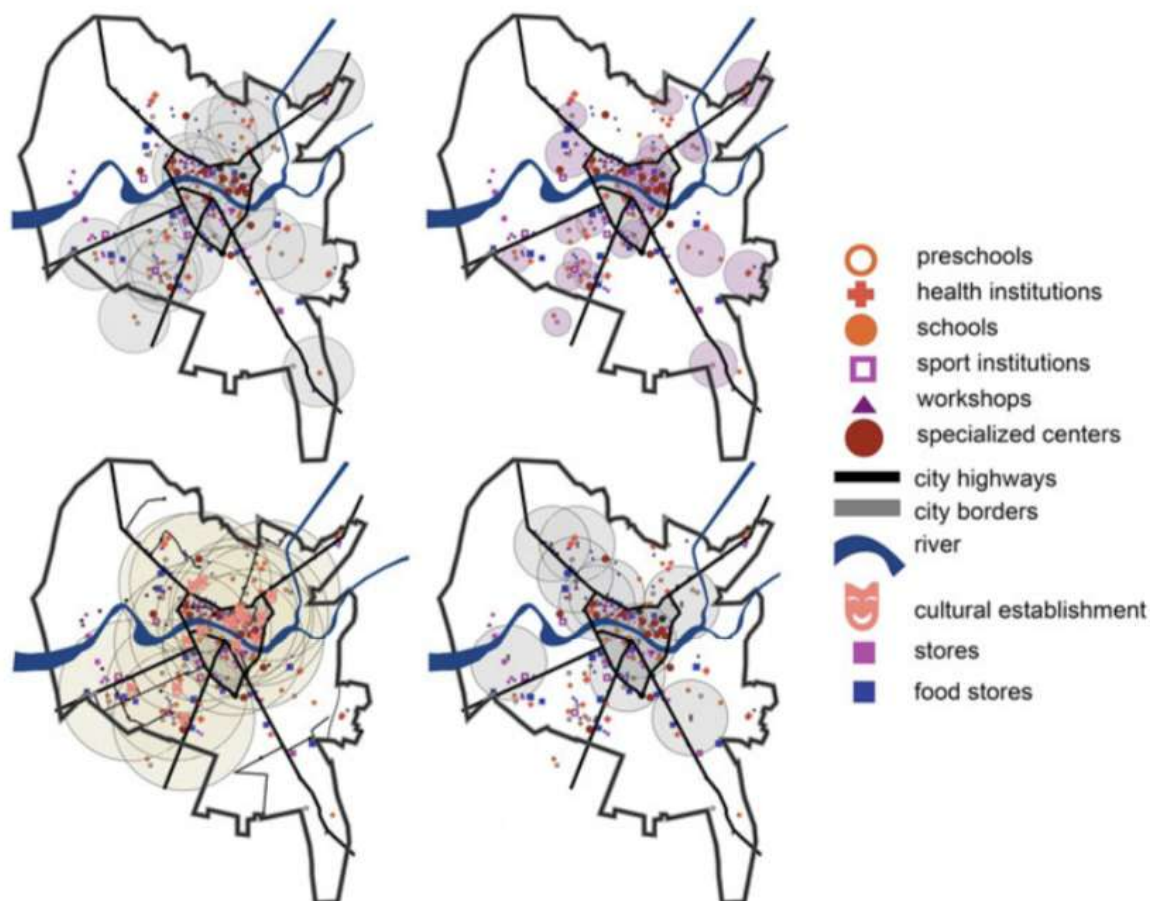 preschools
health institutions
schools
sport institutions
workshops
specialized centers
city highways
city borders
river
cultural establishment
stores
food stores